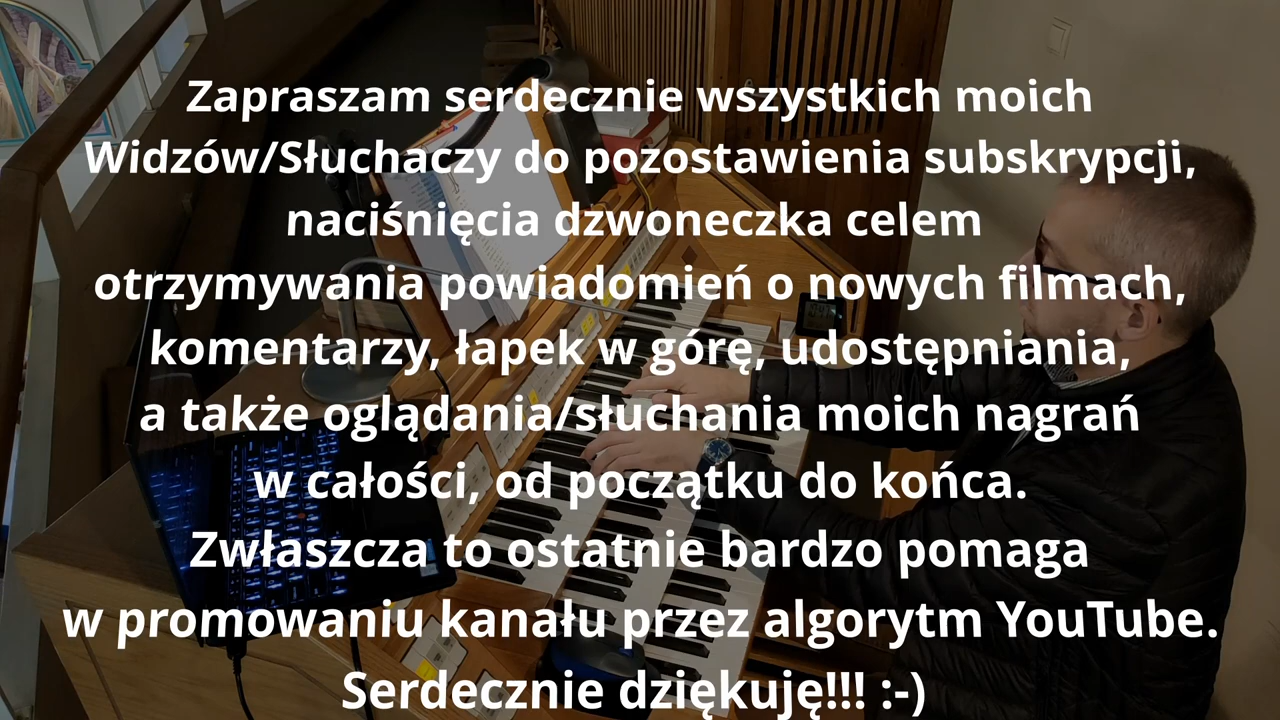 Zapraszam serdecznie wszystkich moich
Widzów/Słuchaczy do pozostawienia subskrypcji,
naciśnięcia dzwoneczka celem
otrzymywania powiadomień o nowych filmach,
komentarzy, łapek w górę, udostępniania,
a także oglądania/słuchania moich nagrań
w całości, od początku do końca.
Zwłaszcza to ostatnie bardzo pomaga
w promowaniu kanału przez algorytm YouTube.
Serdecznie dziękuję!!! :-)